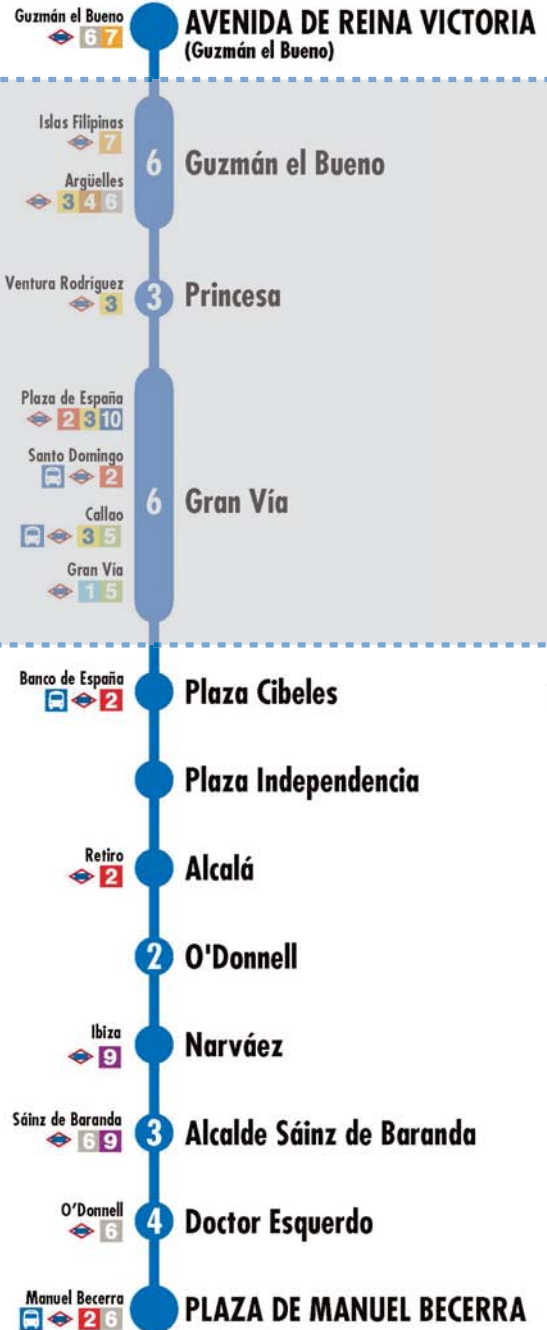 Guzmán el Bueno
6 7
AVENIDA DE REINA VICTORIA
(Guzmán el Bueno)
Islas Filipinas
7
Argüelles
3 4 6
6
Guzmán el Bueno
Ventura Rodríguez
3
3
Princesa
Plaza de España
2 3 10
Santo Domingo
2
Callao
3 5
Gran Vía
1 5
6
Gran Vía
Banco de España
2
Plaza Cibeles
Plaza Independencia
Retiro
2
Alcalá
2
O'Donnell
Ibiza
9
Narváez
Sáinz de Baranda
6 9
3
Alcalde Sáinz de Baranda
O'Donnell
6
4
Doctor Esquerdo
Manuel Becerra
2 6
PLAZA DE MANUEL BECERRA